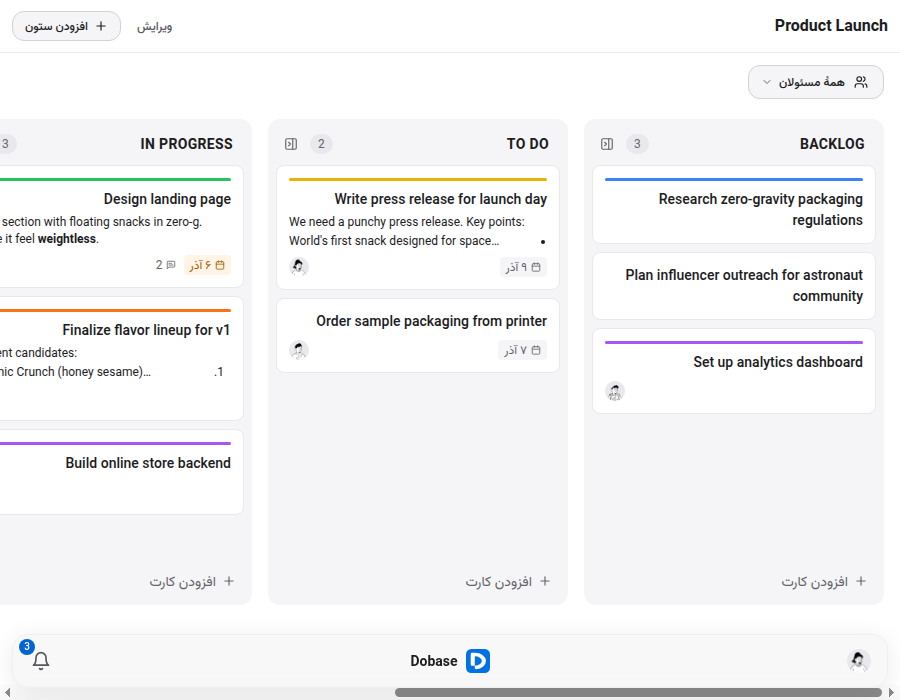 Product Launch
ویرایش
افزودن ستون
همهٔ مسئولان
BACKLOG
3
Research zero-gravity packaging
regulations
Plan influencer outreach for astronaut
community
Set up analytics dashboard
افزودن کارت
TO DO
2
Write press release for launch day
We need a punchy press release. Key points:
World's first snack designed for space…
۹ آذر
Order sample packaging from printer
۷ آذر
افزودن کارت
IN PROGRESS
3
Design landing page
section with floating snacks in zero-g.
it feel weightless.
۶ آذر
2
Finalize flavor lineup for v1
candidates:
1.
Crunch (honey sesame)…
Build online store backend
افزودن کارت
Dobase
3